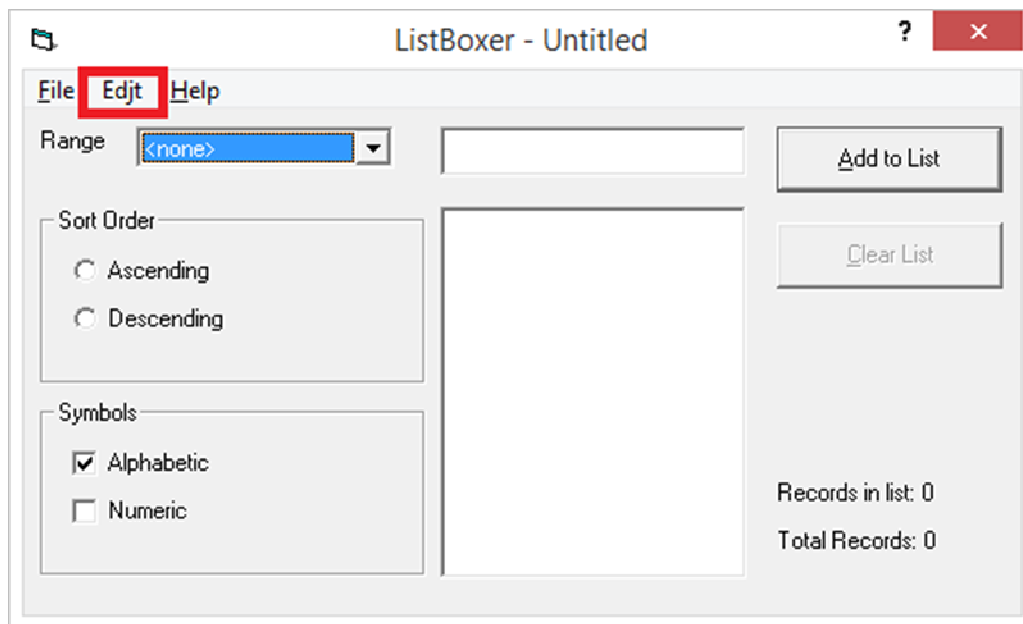 ListBoxer - Untitled ?
File Edjt Help
Range <none> Add to List
Sort Order Clear List
Ascending
Descending
Symbols
Alphabetic
Numeric
Records in list: 0
Total Records: 0